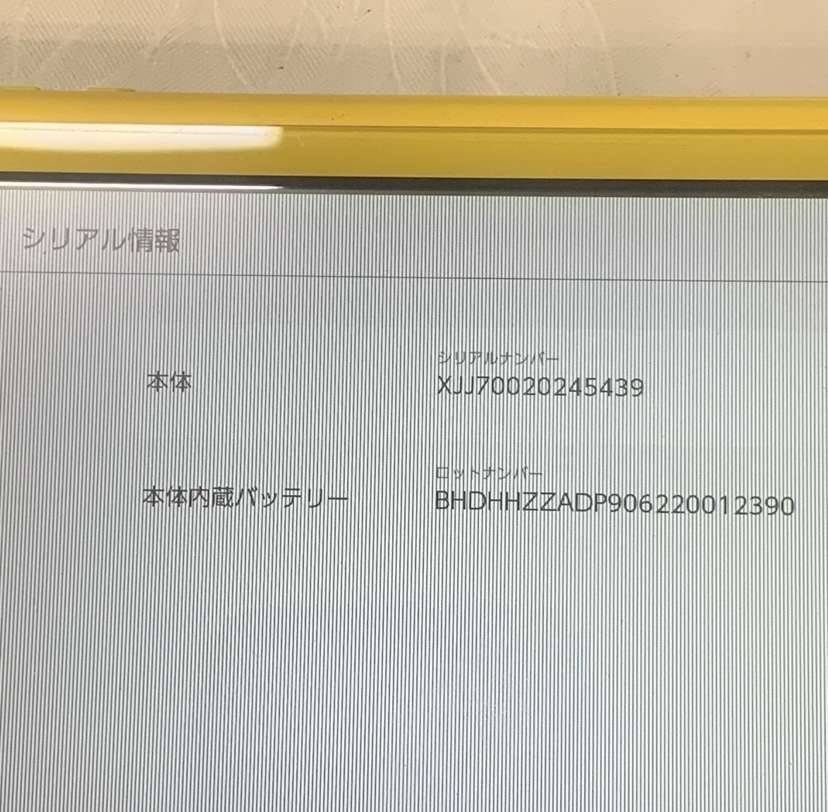 シリアル情報
本体
シリアルナンバー
XJJ70020245439
本体内蔵バッテリー
ロットナンバー
BHDHHZZADP906220012390